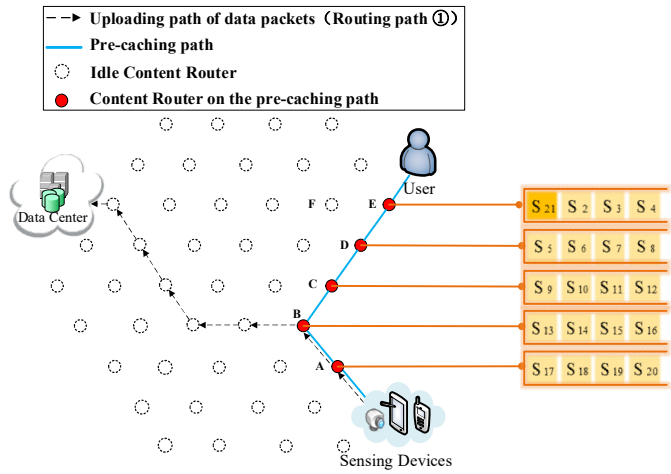 Uploading path of data packets（Routing path ①）
Pre-caching path
Idle Content Router
Content Router on the pre-caching path
User
Data Center
F
E
S 21 S 2 S 3 S 4
D
S 5 S 6 S 7 S 8
C
S 9 S 10 S 11 S 12
B
S 13 S 14 S 15 S 16
A
S 17 S 18 S 19 S 20
Sensing Devices